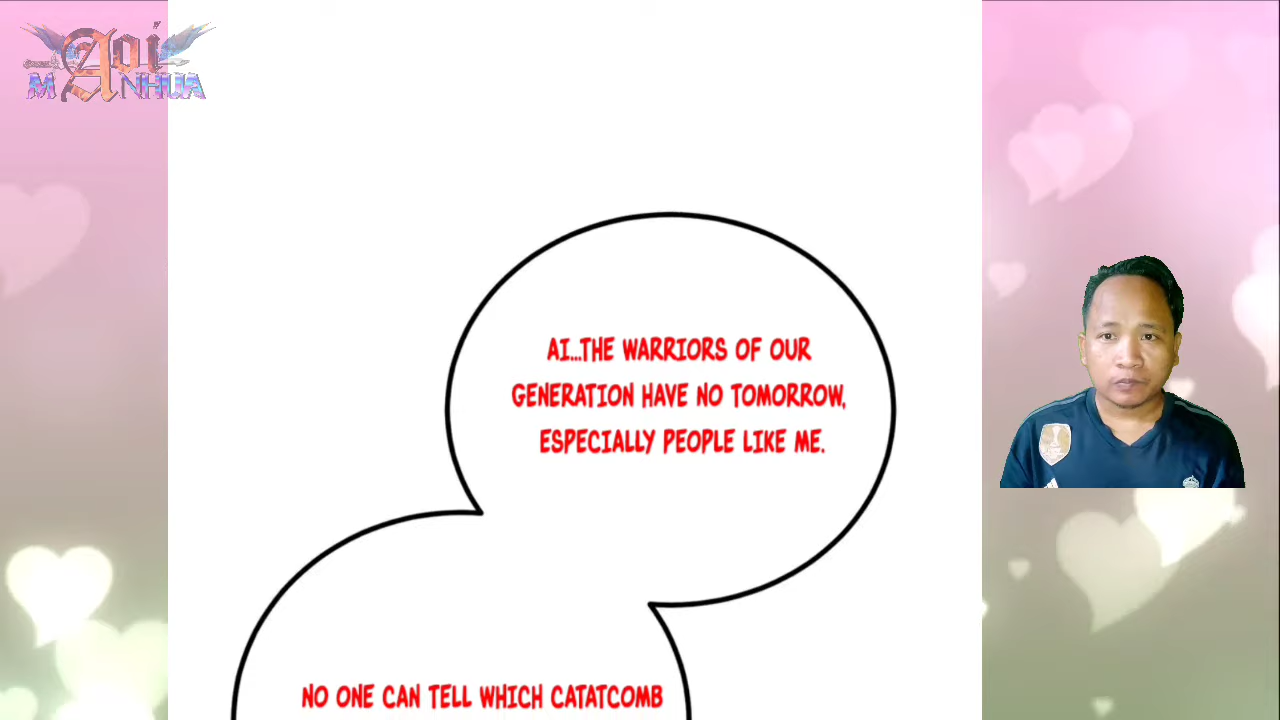 Aoi
MANHUA
AI...THE WARRIORS OF OUR
GENERATION HAVE NO TOMORROW,
ESPECIALLY PEOPLE LIKE ME.
NO ONE CAN TELL WHICH CATATCOMB